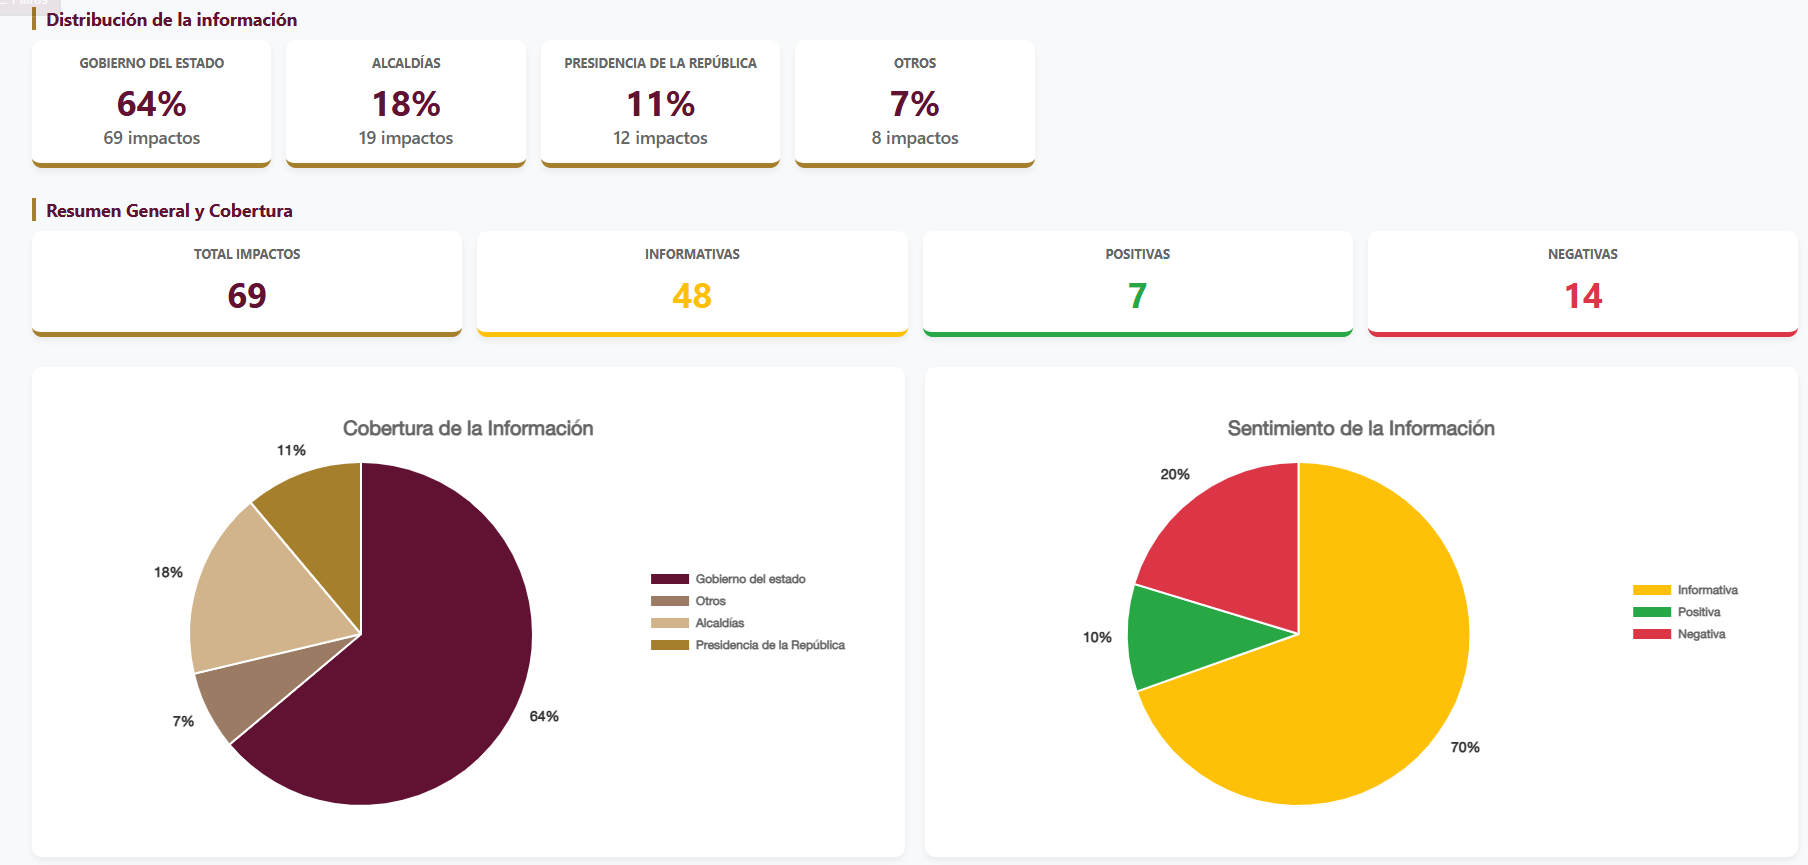 Distribución de la información
GOBIERNO DEL ESTADO
64%
69 impactos
ALCALDÍAS
18%
19 impactos
PRESIDENCIA DE LA REPÚBLICA
11%
12 impactos
OTROS
7%
8 impactos
Resumen General y Cobertura
TOTAL IMPACTOS
69
INFORMATIVAS
48
POSITIVAS
7
NEGATIVAS
14
Cobertura de la Información
11%
18%
7%
64%
Gobierno del estado
Otros
Alcaldías
Presidencia de la República
Sentimiento de la Información
20%
10%
70%
Informativa
Positiva
Negativa